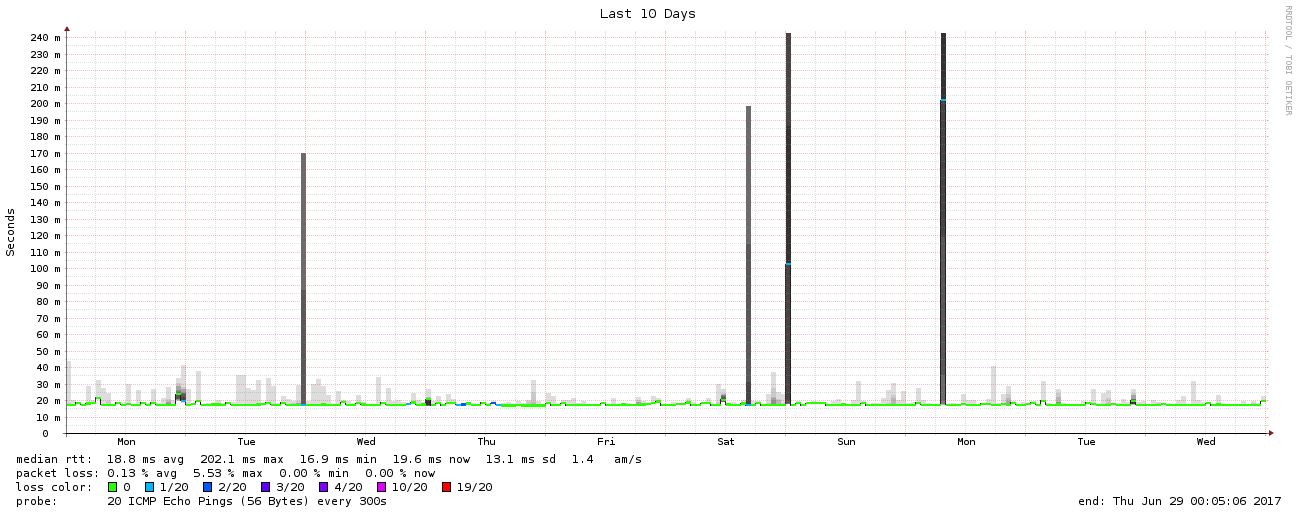 Last 10 Days
RRDTOOL / TOBI OETIKER
Seconds
240 m
230 m
220 m
210 m
200 m
190 m
180 m
170 m
160 m
150 m
140 m
130 m
120 m
110 m
100 m
90 m
80 m
70 m
60 m
50 m
40 m
30 m
20 m
10 m
0
Mon Tue Wed Thu Fri Sat Sun Mon Tue Wed
median rtt: 18.8 ms avg 202.1 ms max 16.9 ms min 19.6 ms now 13.1 ms sd 1.4 am/s
packet loss: 0.13 % avg 5.53 % max 0.00 % min 0.00 % now
loss color: 0 1/20 2/20 3/20 4/20 10/20 19/20
probe: 20 ICMP Echo Pings (56 Bytes) every 300s end: Thu Jun 29 00:05:06 2017